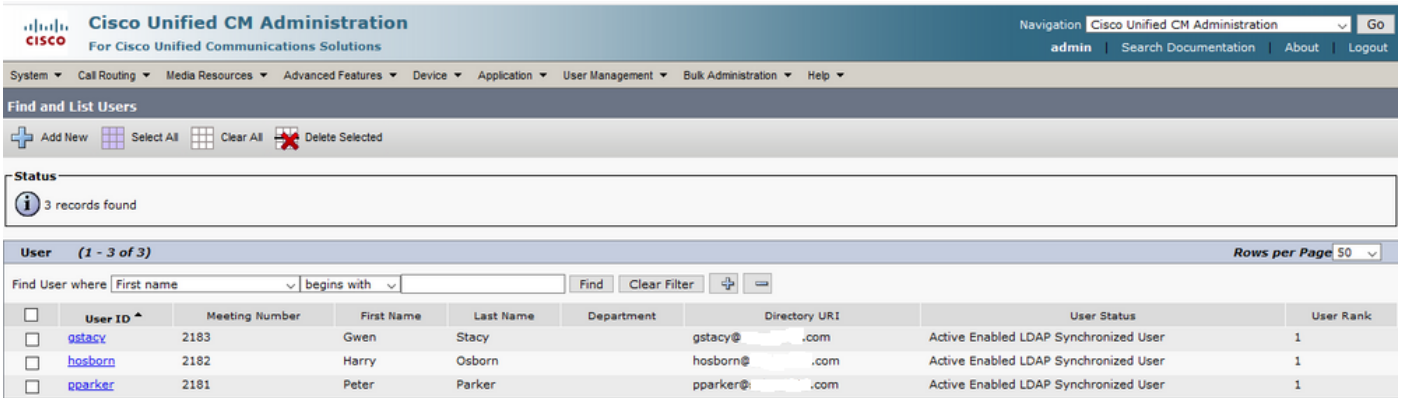 Cisco Unified CM Administration
Navigation Cisco Unified CM Administration Go
CISCO For Cisco Unified Communications Solutions
admin | Search Documentation | About | Logout
System Call Routing Media Resources Advanced Features Device Application User Management Bulk Administration Help
Find and List Users
Add New Select All Clear All Delete Selected
Status
3 records found
User (1 - 3 of 3) Rows per Page 50
Find User where First name begins with Find Clear Filter
User ID Meeting Number First Name Last Name Department Directory URI User Status User Rank
gstacy 2183 Gwen Stacy gstacy@ .com Active Enabled LDAP Synchronized User 1
hosborn 2182 Harry Osborn hosborn@ .com Active Enabled LDAP Synchronized User 1
pparker 2181 Peter Parker pparker@ .com Active Enabled LDAP Synchronized User 1